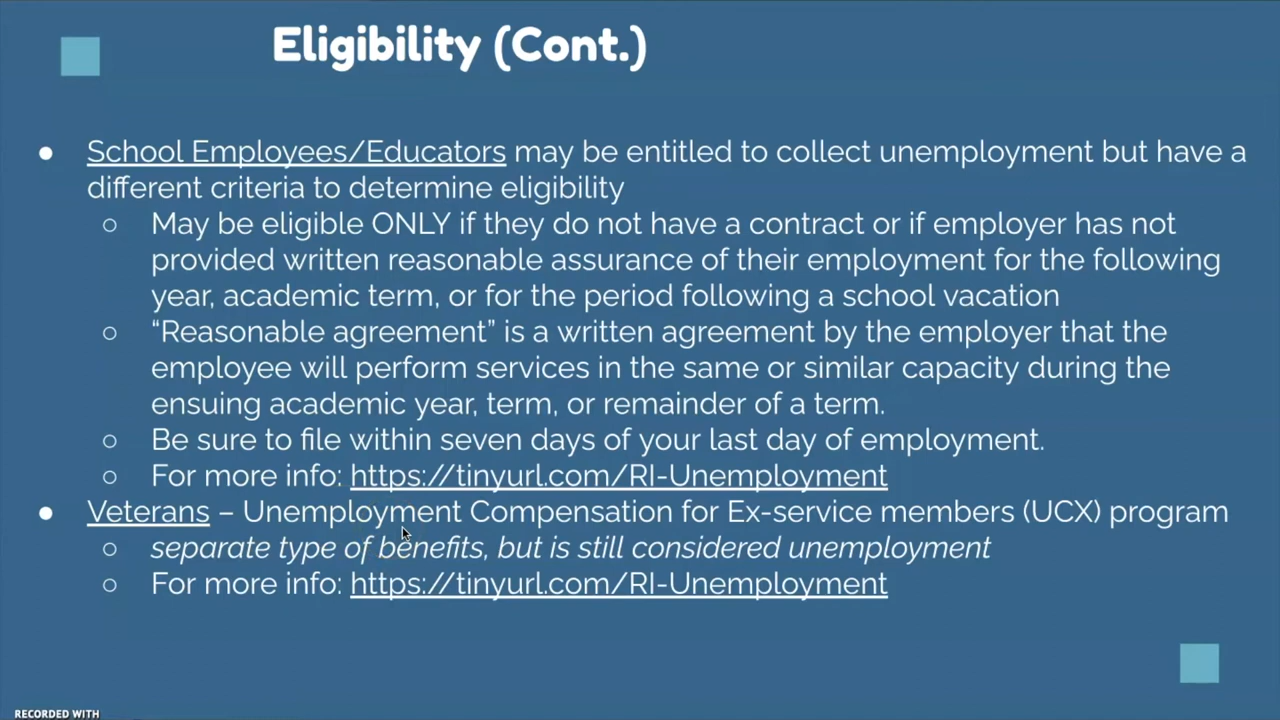 Eligibility (Cont.)
● School Employees/Educators may be entitled to collect unemployment but have a
different criteria to determine eligibility
○ May be eligible ONLY if they do not have a contract or if employer has not
provided written reasonable assurance of their employment for the following
year, academic term, or for the period following a school vacation
○ “Reasonable agreement” is a written agreement by the employer that the
employee will perform services in the same or similar capacity during the
ensuing academic year, term, or remainder of a term.
○ Be sure to file within seven days of your last day of employment.
○ For more info: https://tinyurl.com/RI-Unemployment
● Veterans – Unemployment Compensation for Ex-service members (UCX) program
○ separate type of benefits, but is still considered unemployment
○ For more info: https://tinyurl.com/RI-Unemployment
RECORDED WITH